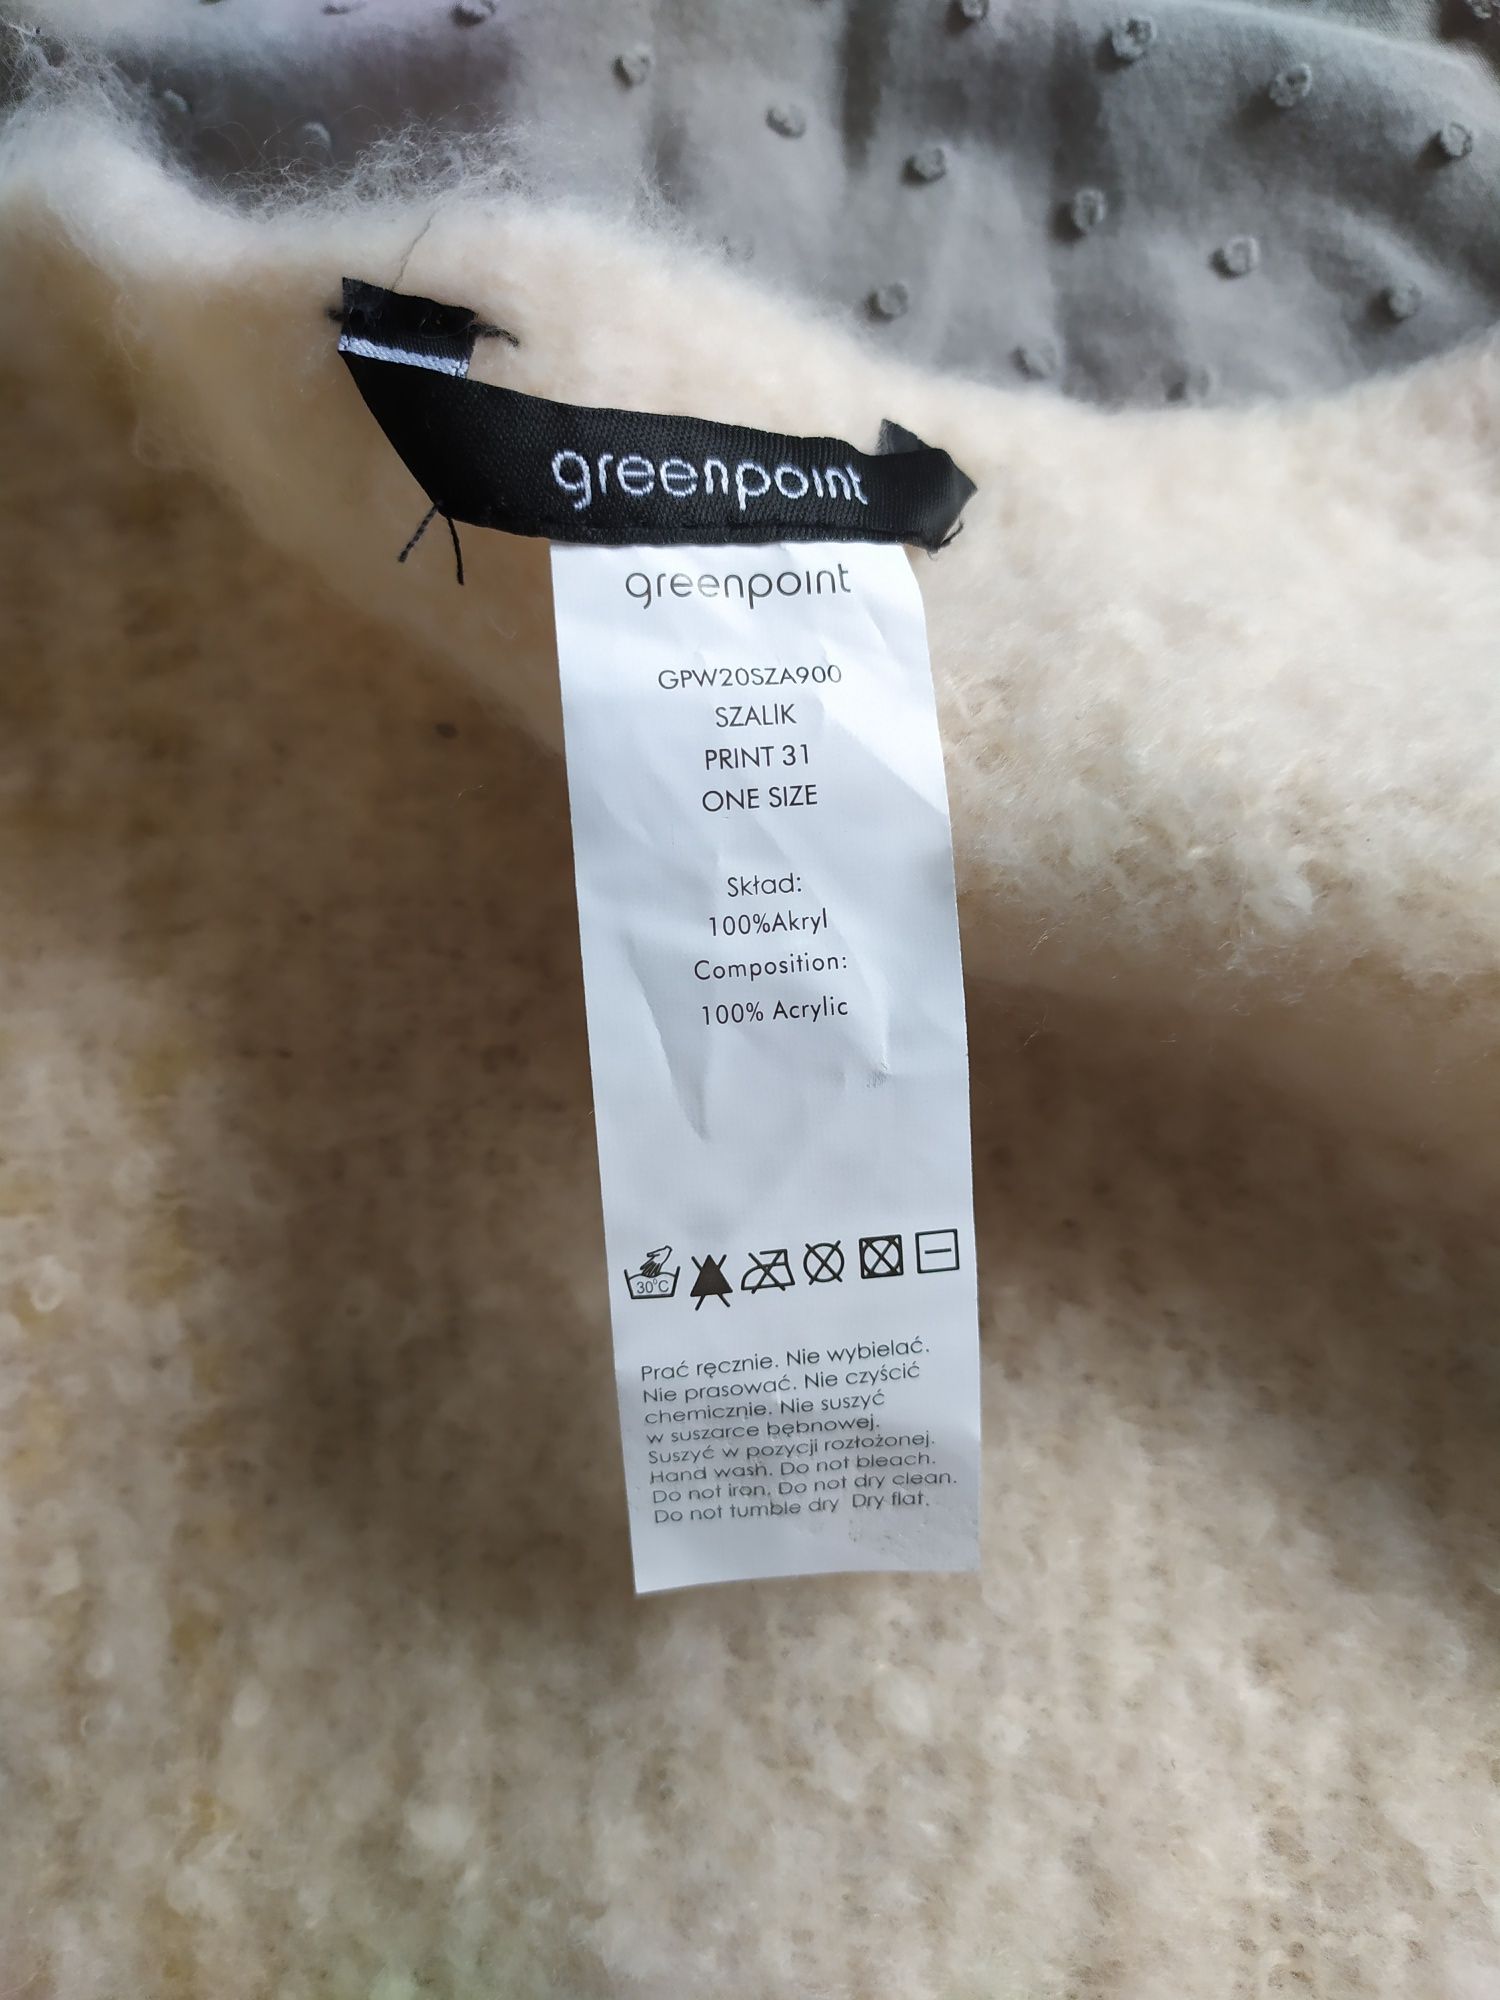 greenpoint
greenpoint
GPW20SZA900
SZALIK
PRINT 31
ONE SIZE
Skład:
100%Akryl
Composition:
100% Acrylic
30°C
Prać ręcznie. Nie wybielać.
Nie prasować. Nie czyścić
chemicznie. Nie suszyć
w suszarce bębnowej.
Suszyć w pozycji rozłożonej.
Hand wash. Do not bleach.
Do not iron. Do not dry clean.
Do not tumble dry Dry flat.